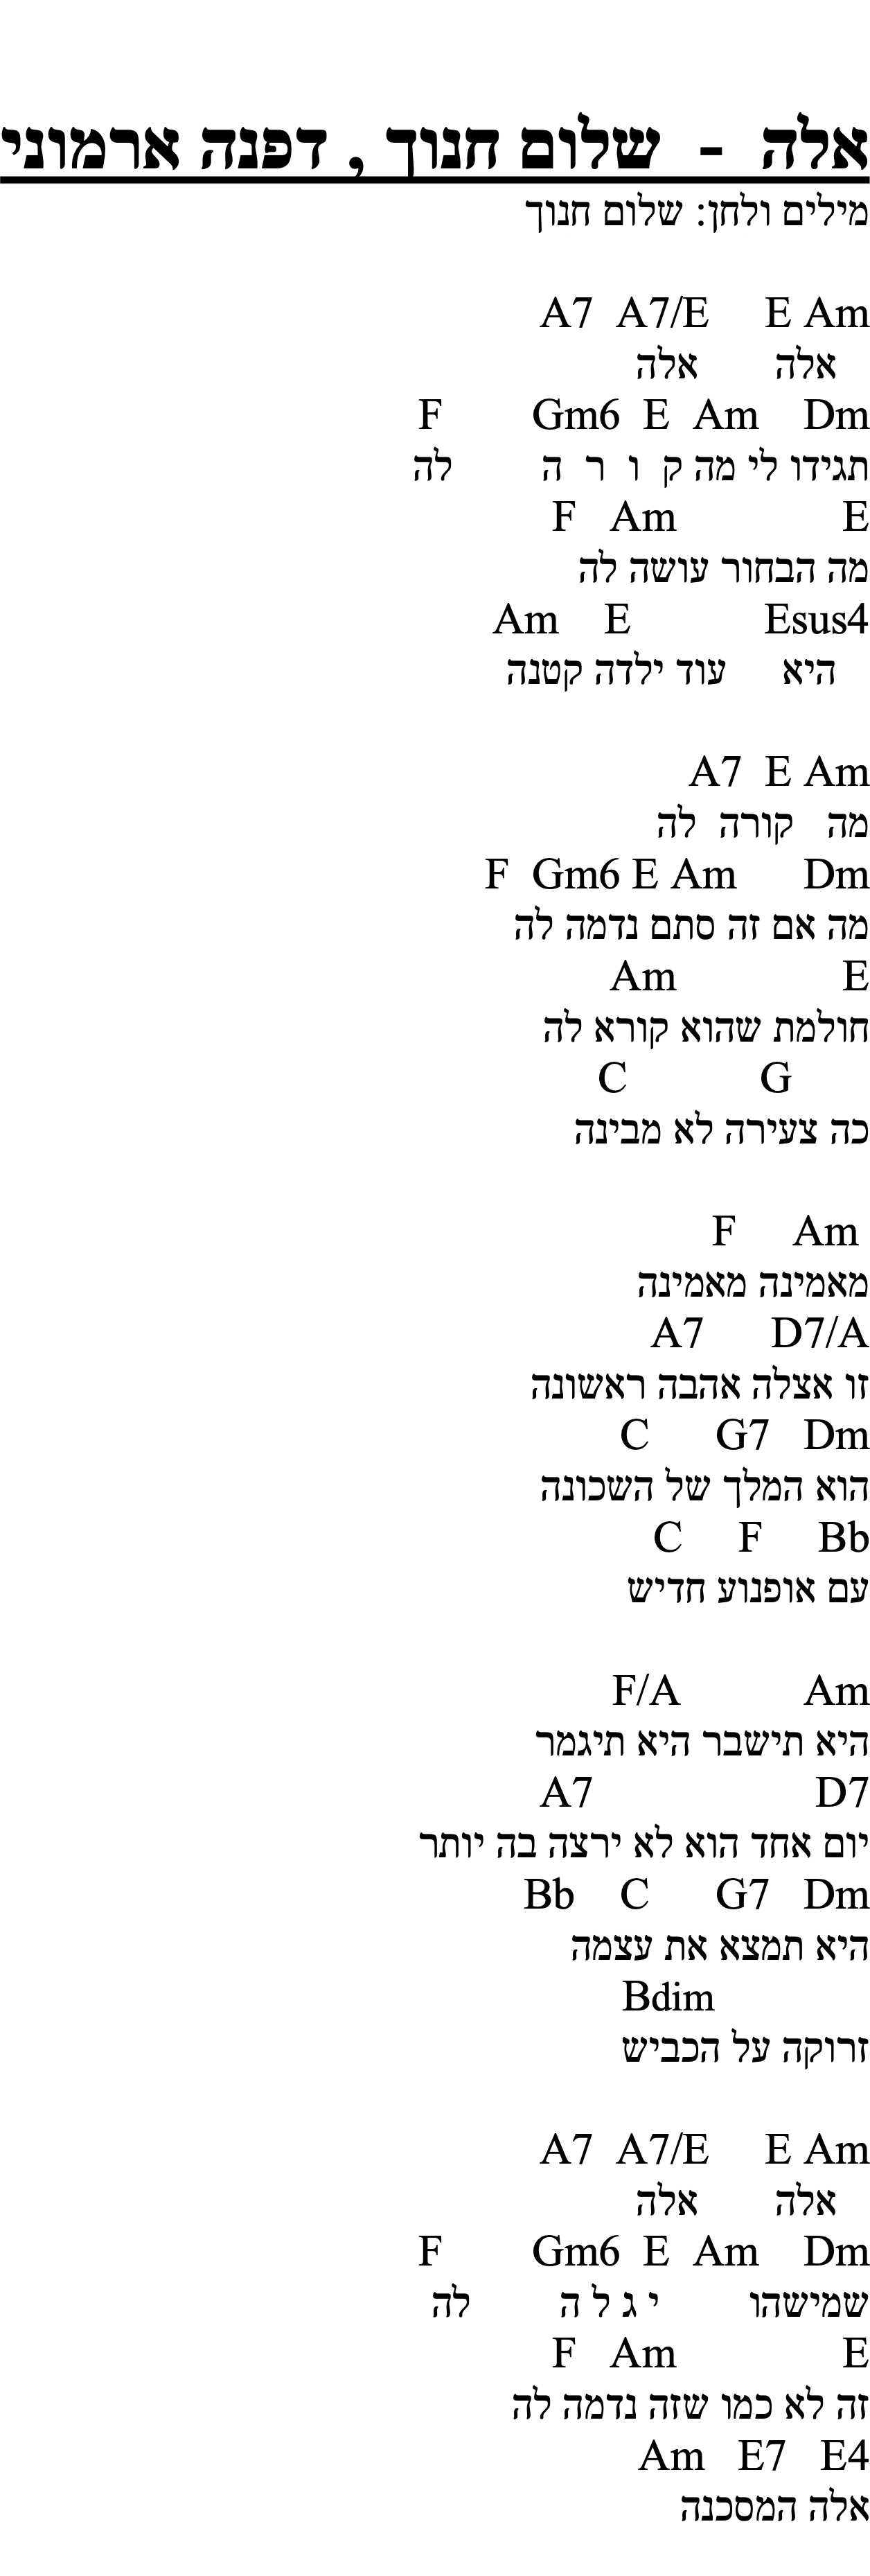 אלה - שלום חנוך , דפנה ארמוני
מילים ולחן: שלום חנוך
A7 A7/E E Am
אלה אלה
F Gm6 E Am Dm
תגידו לי מה ק ו ר ה לה
F Am E
מה הבחור עושה לה
Am E Esus4
היא עוד ילדה קטנה
A7 E Am
מה קורה לה
F Gm6 E Am Dm
מה אם זה סתם נדמה לה
Am E
חולמת שהוא קורא לה
C G
כה צעירה לא מבינה
F Am
מאמינה מאמינה
A7 D7/A
זו אצלה אהבה ראשונה
C G7 Dm
הוא המלך של השכונה
C F Bb
עם אופנוע חדיש
F/A Am
היא תישבר היא תיגמר
A7 D7
יום אחד הוא לא ירצה בה יותר
Bb C G7 Dm
היא תמצא את עצמה
Bdim
זרוקה על הכביש
A7 A7/E E Am
אלה אלה
F Gm6 E Am Dm
שמישהו י ג ל ה לה
F Am E
זה לא כמו שזה נדמה לה
Am E7 E4
אלה המסכנה